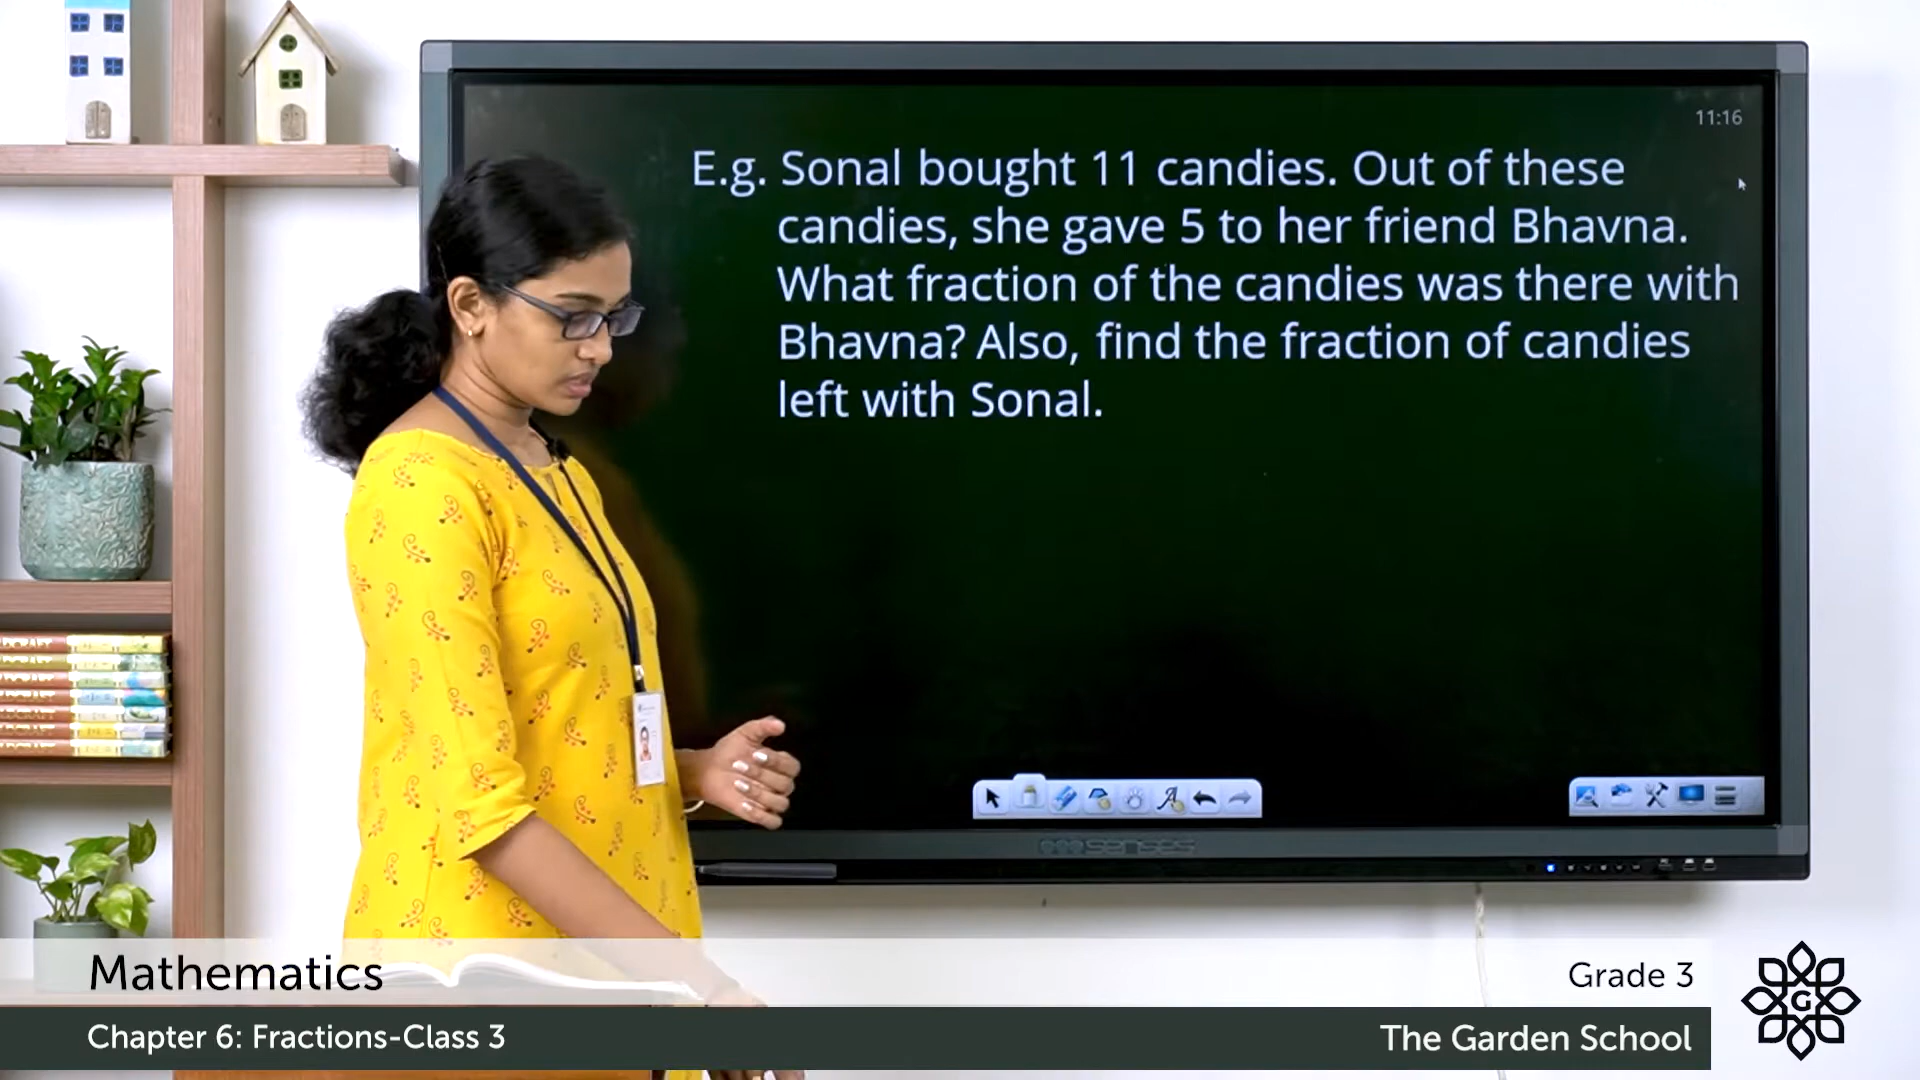 11:16
E.g. Sonal bought 11 candies. Out of these
candies, she gave 5 to her friend Bhavna.
What fraction of the candies was there with
Bhavna? Also, find the fraction of candies
left with Sonal.
Mathematics
Grade 3
Chapter 6: Fractions-Class 3
The Garden School
G